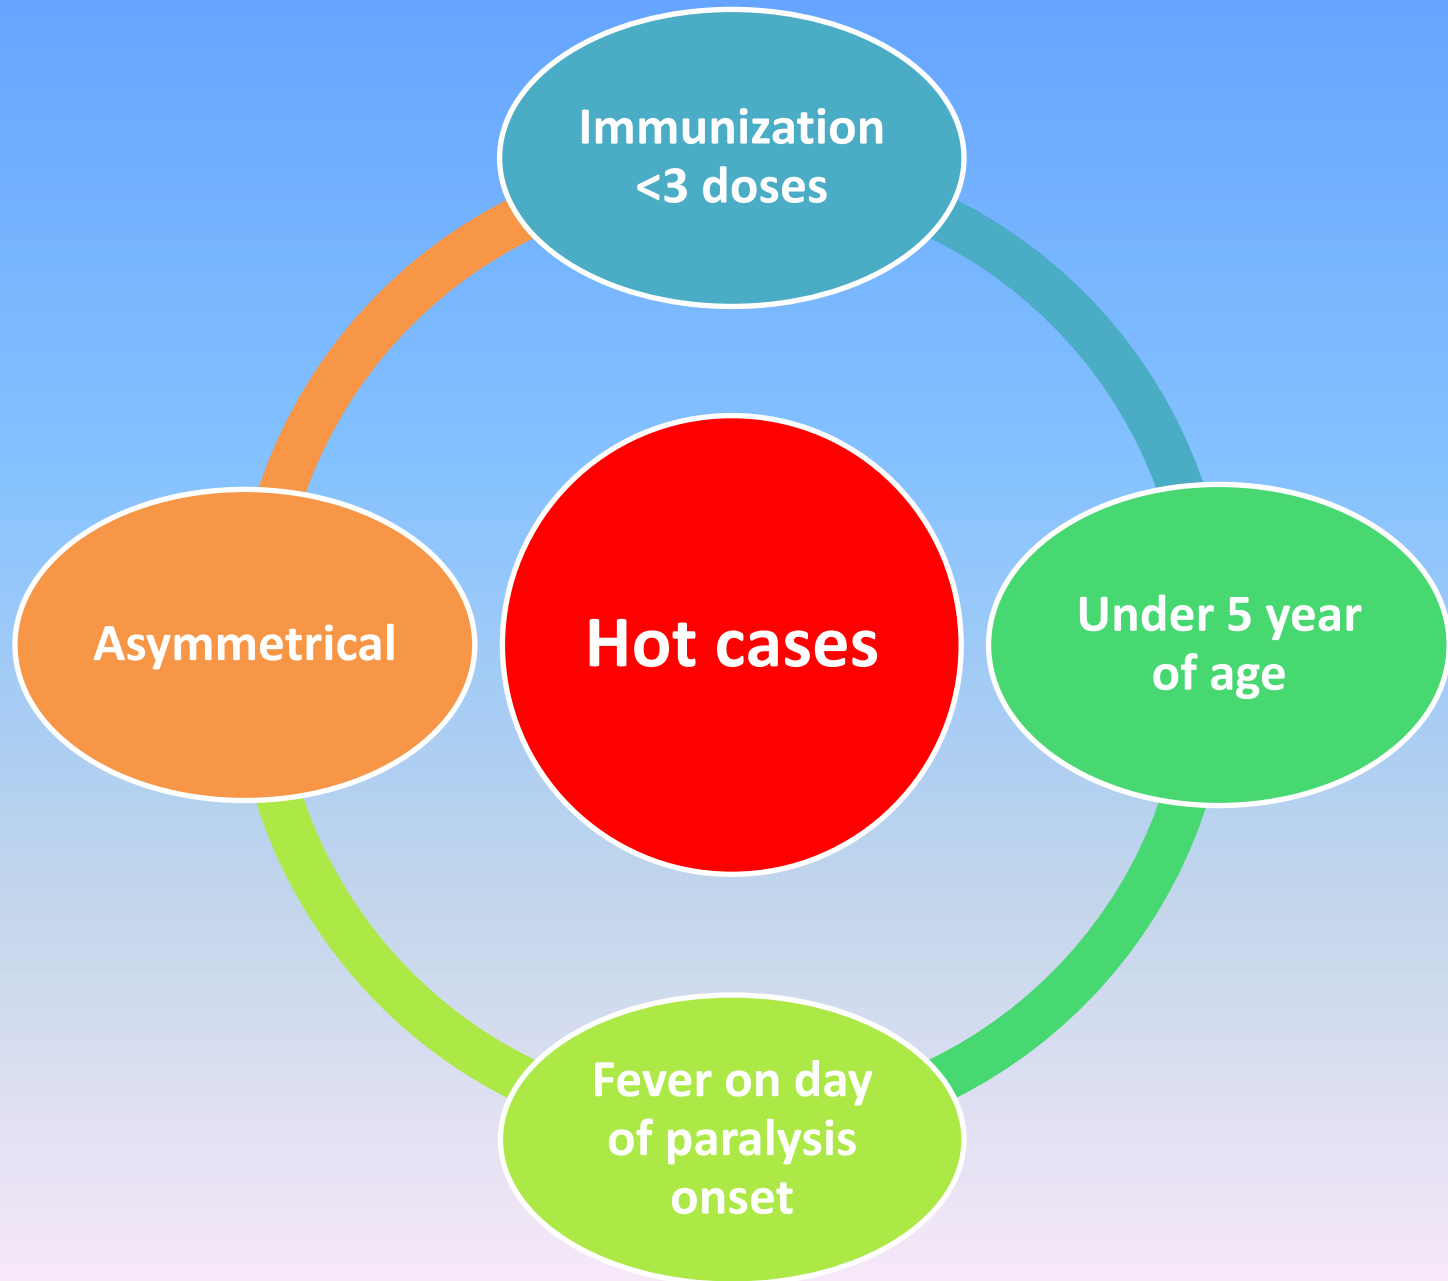 Immunization
<3 doses
Asymmetrical
Hot cases
Under 5 year
of age
Fever on day
of paralysis
onset